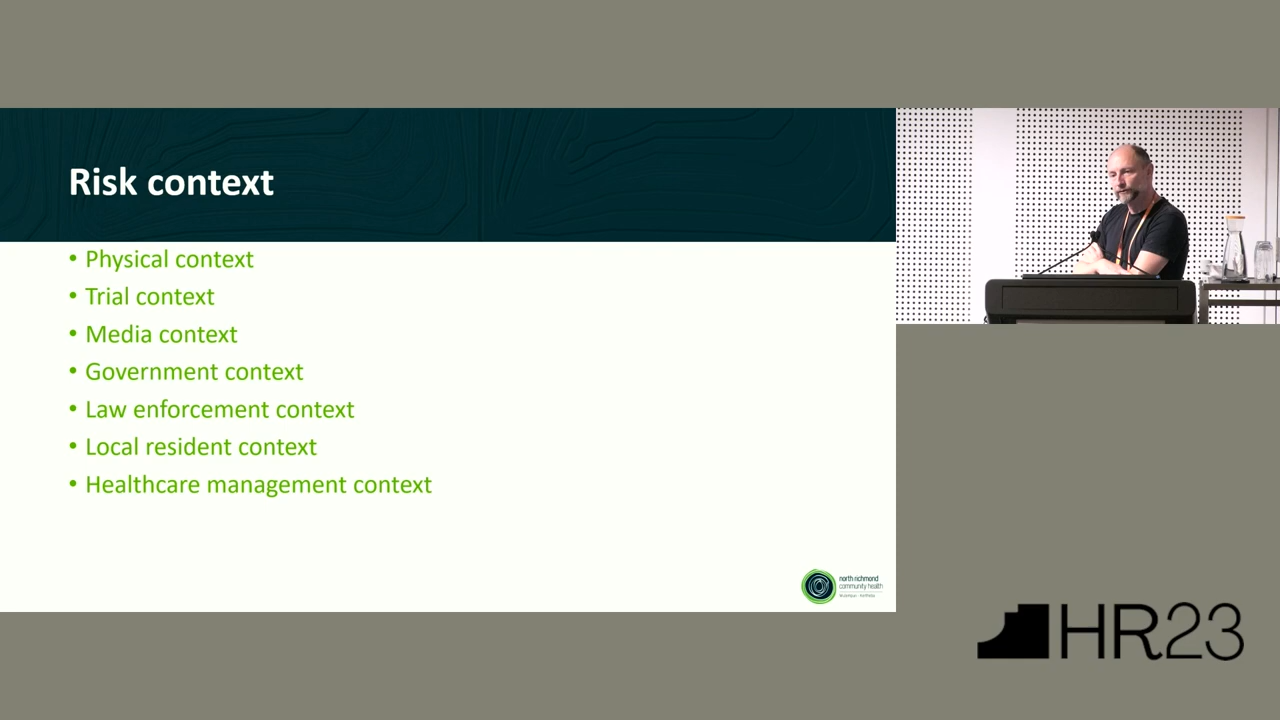 Risk context
• Physical context
• Trial context
• Media context
• Government context
• Law enforcement context
• Local resident context
• Healthcare management context
north richmond
community health
HR23